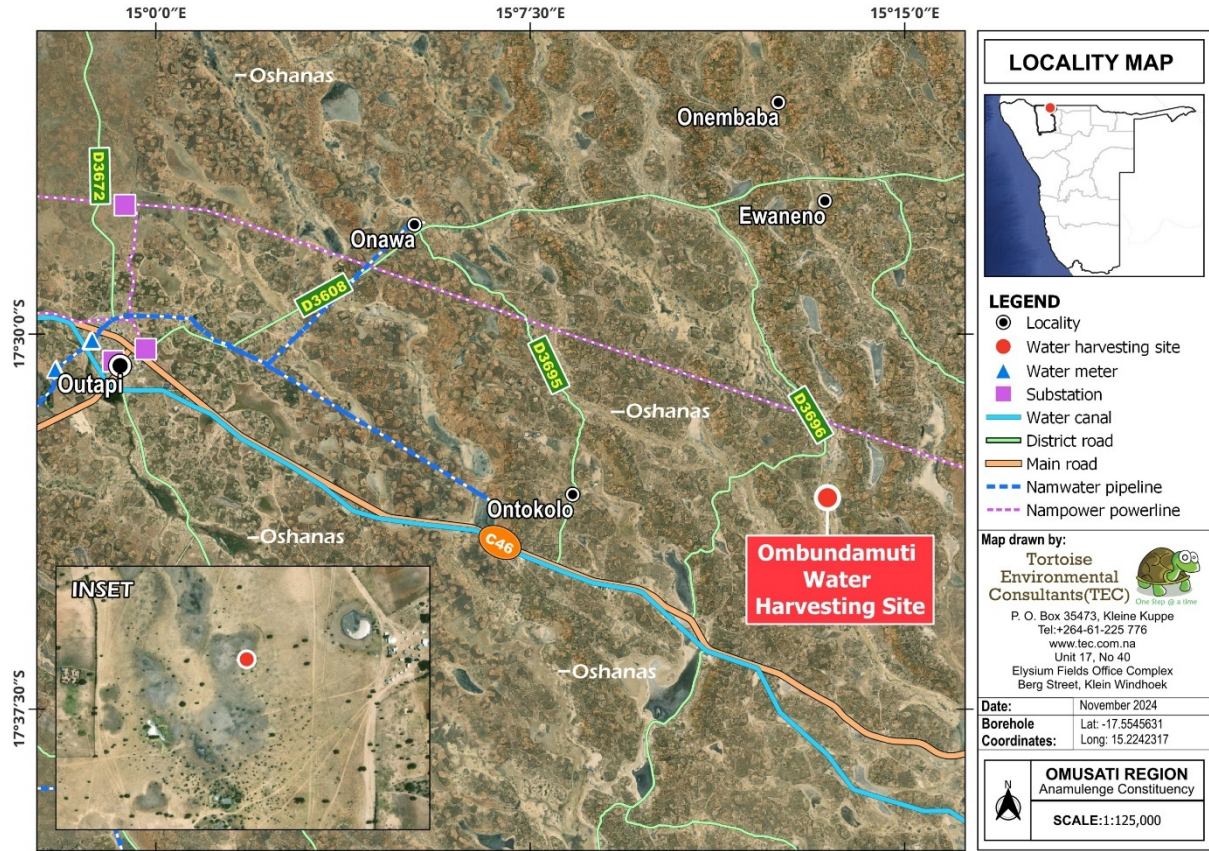 15°0'0"E
15°7'30"E
15°15'0"E
17°30'0"S
17°37'30"S
Oshanas
Onembaba
D3672
Ewaneno
Onawa
D3608
Outapi
D3695
Oshanas
D3696
Ontokolo
C46
Oshanas
Ombundamuti
Water
Harvesting Site
Oshanas
INSET
LOCALITY MAP
LEGEND
Locality
Water harvesting site
Water meter
Substation
Water canal
District road
Main road
Namwater pipeline
Nampower powerline
Map drawn by:
Tortoise
Environmental
Consultants(TEC)
One Step @ a time
P. O. Box 35473, Kleine Kuppe
Tel:+264-61-225 776
www.tec.com.na
Unit 17, No 40
Elysium Fields Office Complex
Berg Street, Klein Windhoek
Date: November 2024
Borehole Lat: -17.5545631
Coordinates: Long: 15.2242317
N
OMUSATI REGION
Anamulenge Constituency
SCALE:1:125,000